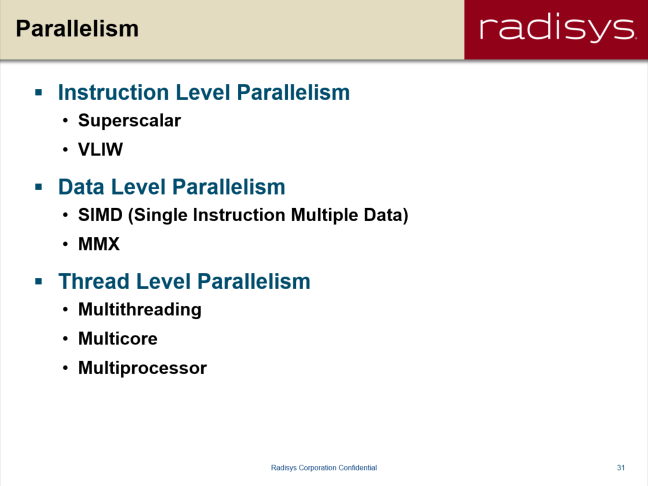 Parallelism
radisys.
Instruction Level Parallelism
• Superscalar
• VLIW
Data Level Parallelism
• SIMD (Single Instruction Multiple Data)
• MMX
Thread Level Parallelism
• Multithreading
• Multicore
• Multiprocessor
Radisys Corporation Confidential
31